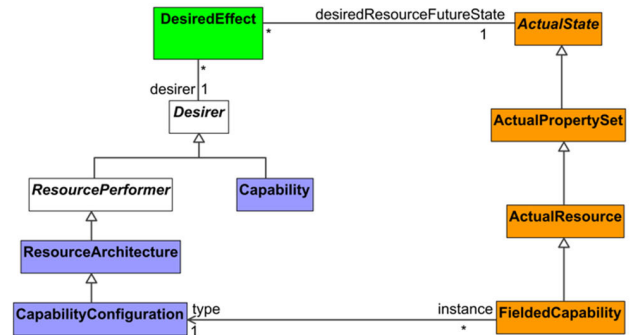 DesiredEffect
desiredResourceFutureState
ActualState
*
1
*
desirer 1
Desirer
ActualPropertySet
ResourcePerformer
Capability
ActualResource
ResourceArchitecture
CapabilityConfiguration
type
instance
FieldedCapability
1
*